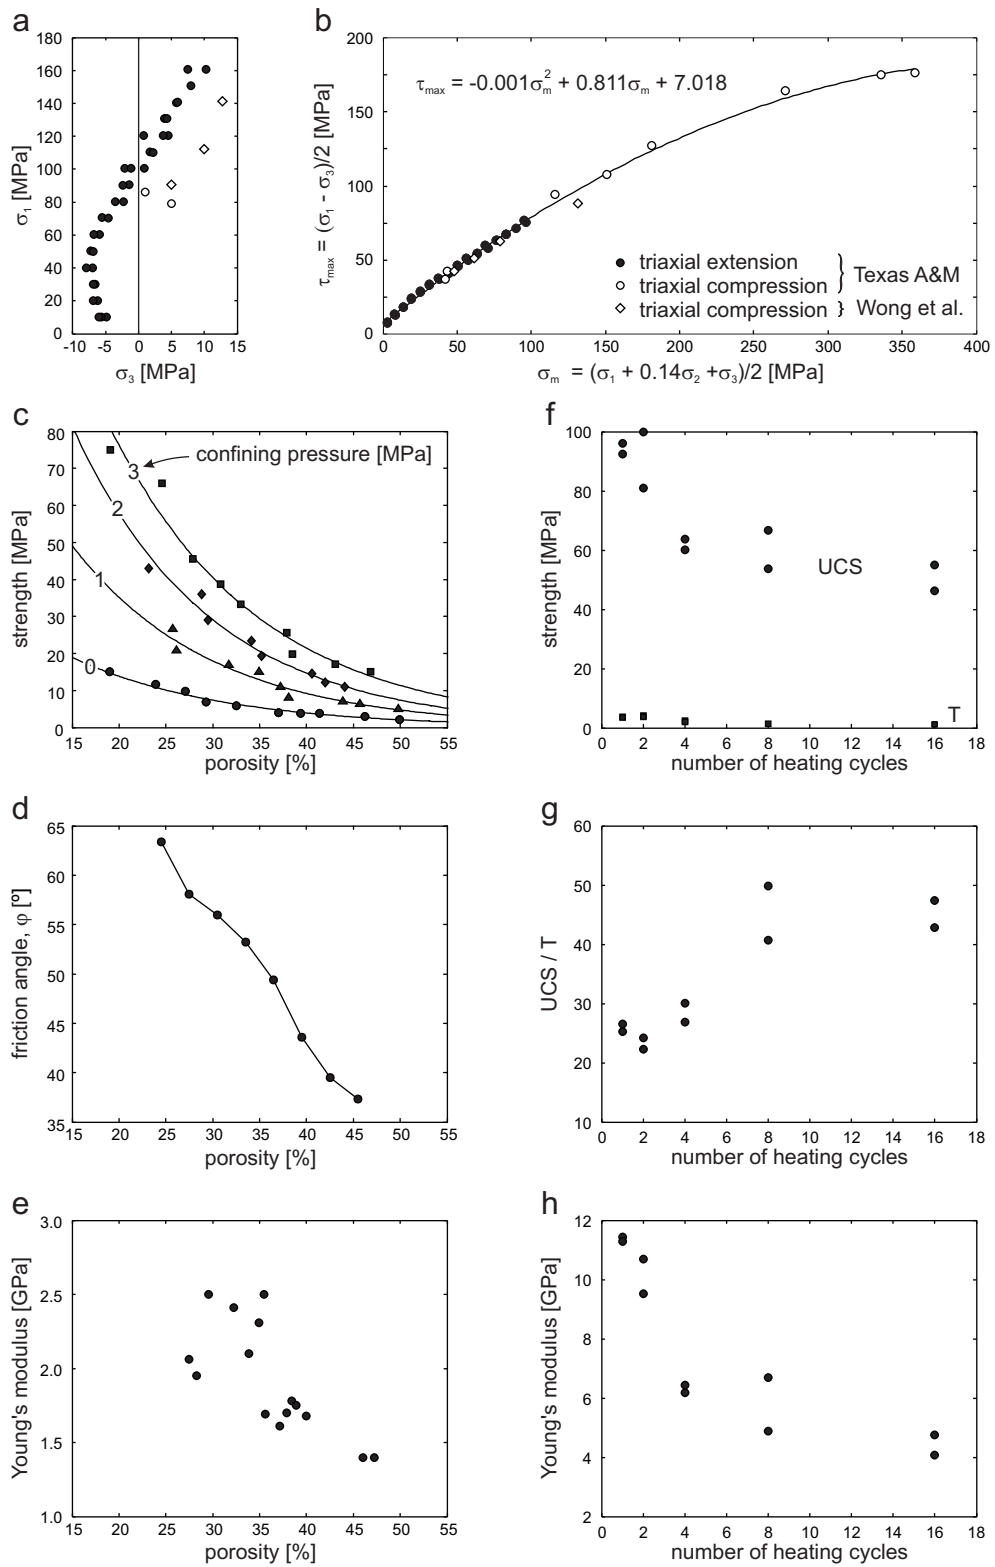 a
180
160
140
120
100
80
60
40
20
0
-10 -5 0 5 10 15
σ1 [MPa]
σ3 [MPa]
b
200
150
100
50
0
0 50 100 150 200 250 300 350 400
τmax = (σ1 - σ3)/2 [MPa]
σm = (σ1 + 0.14σ2 +σ3)/2 [MPa]
τmax = -0.001σm² + 0.811σm + 7.018
triaxial extension
triaxial compression
} Texas A&M
triaxial compression } Wong et al.
c
80
70
60
50
40
30
20
10
0
15 20 25 30 35 40 45 50 55
strength [MPa]
porosity [%]
confining pressure [MPa]
3
2
1
0
f
100
80
60
40
20
0
0 2 4 6 8 10 12 14 16 18
strength [MPa]
number of heating cycles
UCS
T
d
65
60
55
50
45
40
35
15 20 25 30 35 40 45 50 55
friction angle, φ [º]
porosity [%]
g
60
50
40
30
20
10
0 2 4 6 8 10 12 14 16 18
UCS / T
number of heating cycles
e
3.0
2.5
2.0
1.5
1.0
15 20 25 30 35 40 45 50 55
Young's modulus [GPa]
porosity [%]
h
12
10
8
6
4
2
0 2 4 6 8 10 12 14 16 18
Young's modulus [GPa]
number of heating cycles